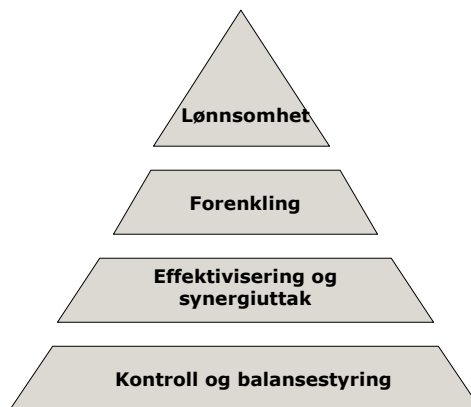 Lønnsomhet
Forenkling
Effektivisering og
synergiuttak
Kontroll og balansestyring